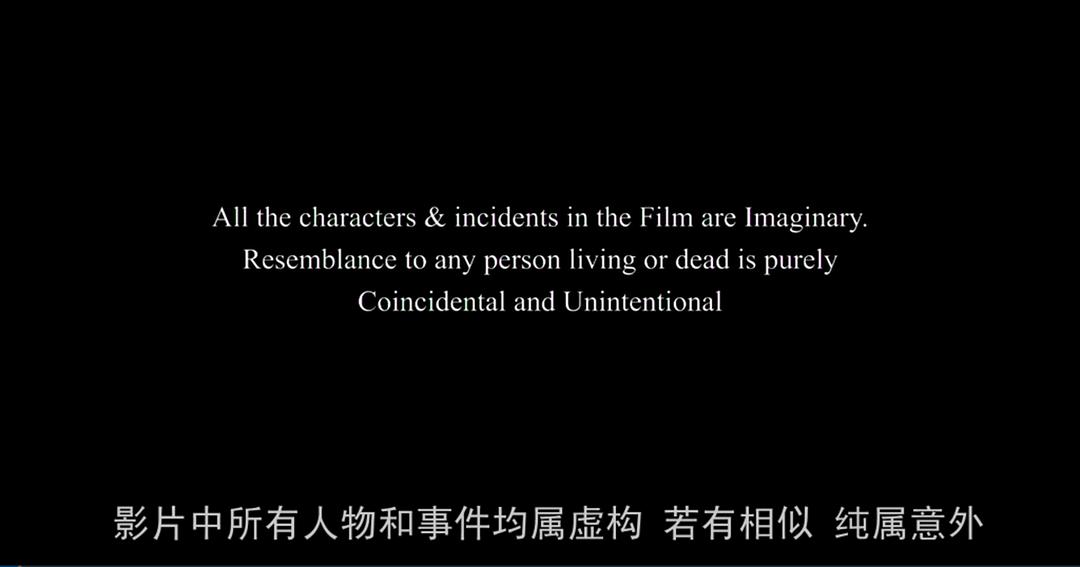 All the characters & incidents in the Film are Imaginary.
Resemblance to any person living or dead is purely
Coincidental and Unintentional
影片中所有人物和事件均属虚构 若有相似 纯属意外